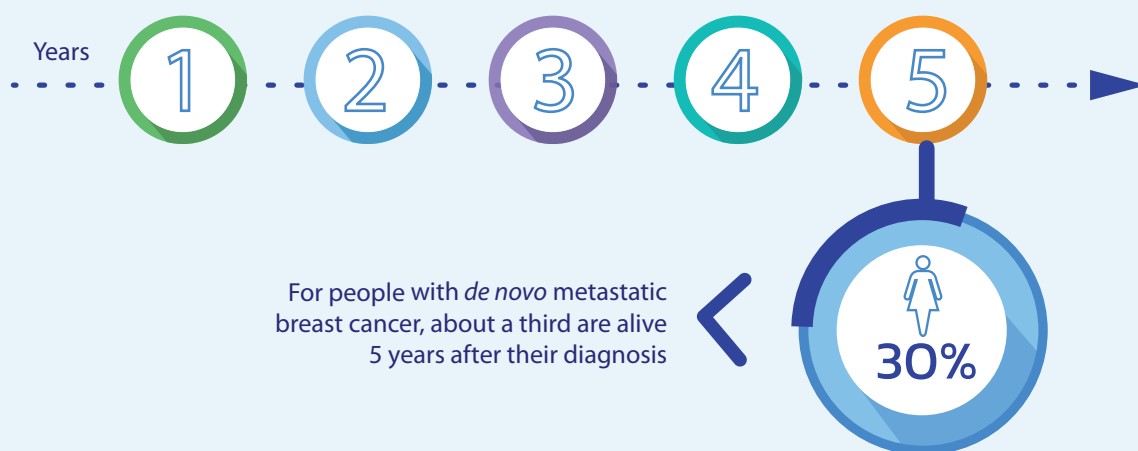 Years
1 2 3 4 5
For people with de novo metastatic
breast cancer, about a third are alive
5 years after their diagnosis
30%